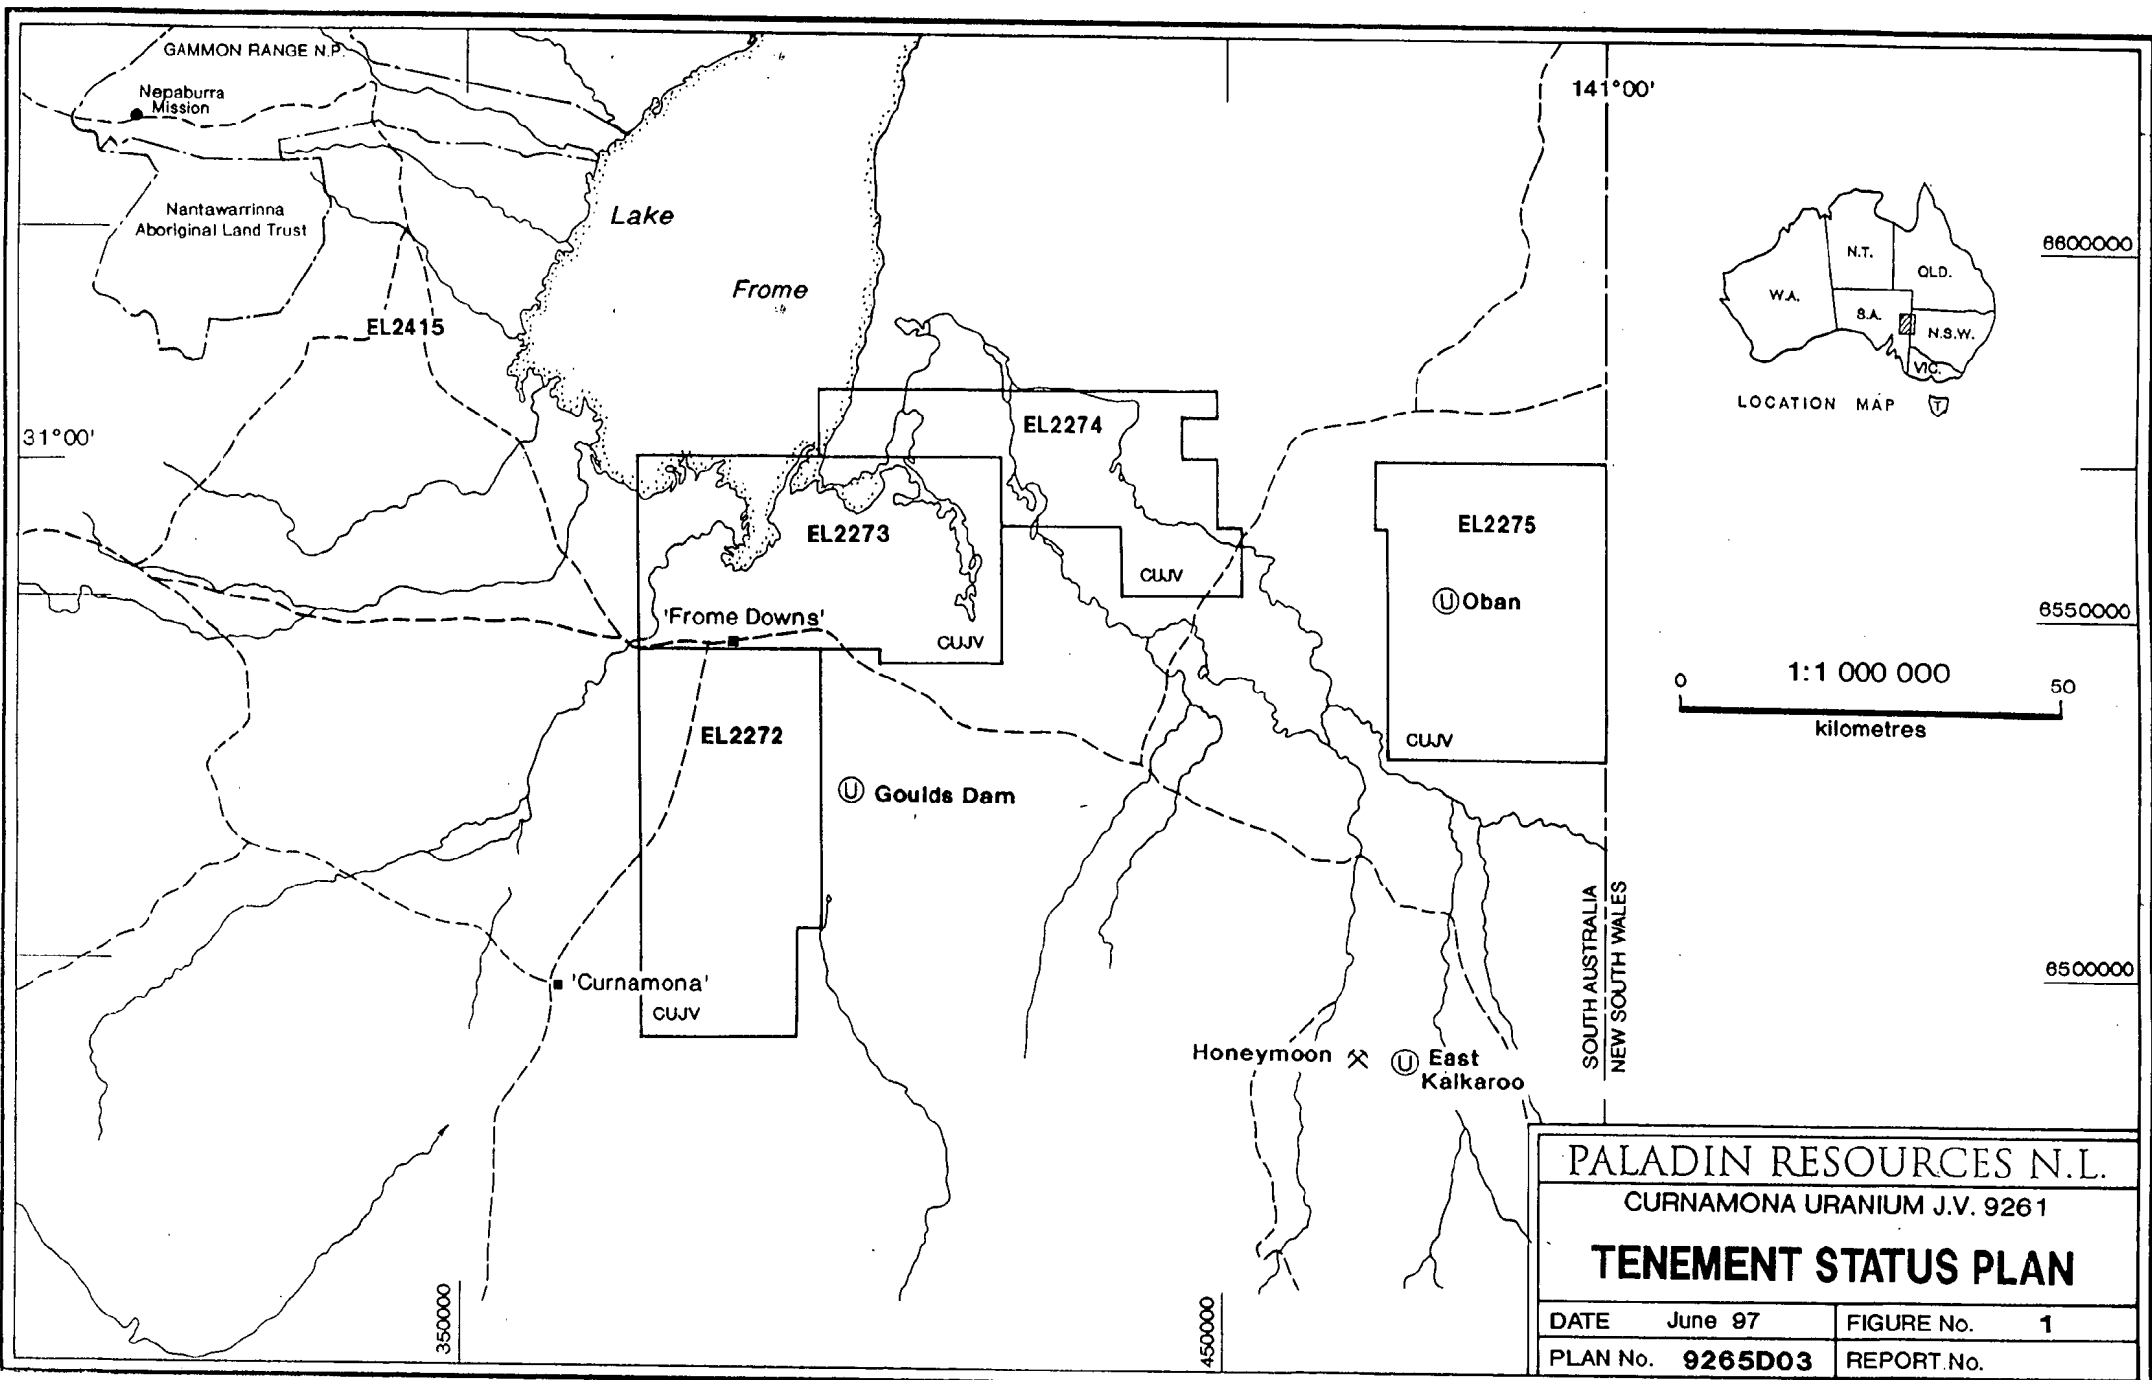 GAMMON RANGE N.P.
Nepaburra
Mission
Nantawarrinna
Aboriginal Land Trust
Lake
Frome
141°00'
6600000
W.A.
N.T.
QLD.
S.A.
N.S.W.
VIC.
LOCATION MAP
T
EL2415
31°00'
EL2274
EL2273
EL2275
CUJV
U Oban
6550000
'Frome Downs'
CUJV
1:1 000 000
0
50
kilometres
EL2272
CUJV
U Goulds Dam
SOUTH AUSTRALIA
NEW SOUTH WALES
6500000
'Curnamona'
CUJV
Honeymoon
U East
Kalkaroo
350000
450000
PALADIN RESOURCES N.L.
CURNAMONA URANIUM J.V. 9261
TENEMENT STATUS PLAN
DATE June 97
FIGURE No. 1
PLAN No. 9265D03
REPORT No.